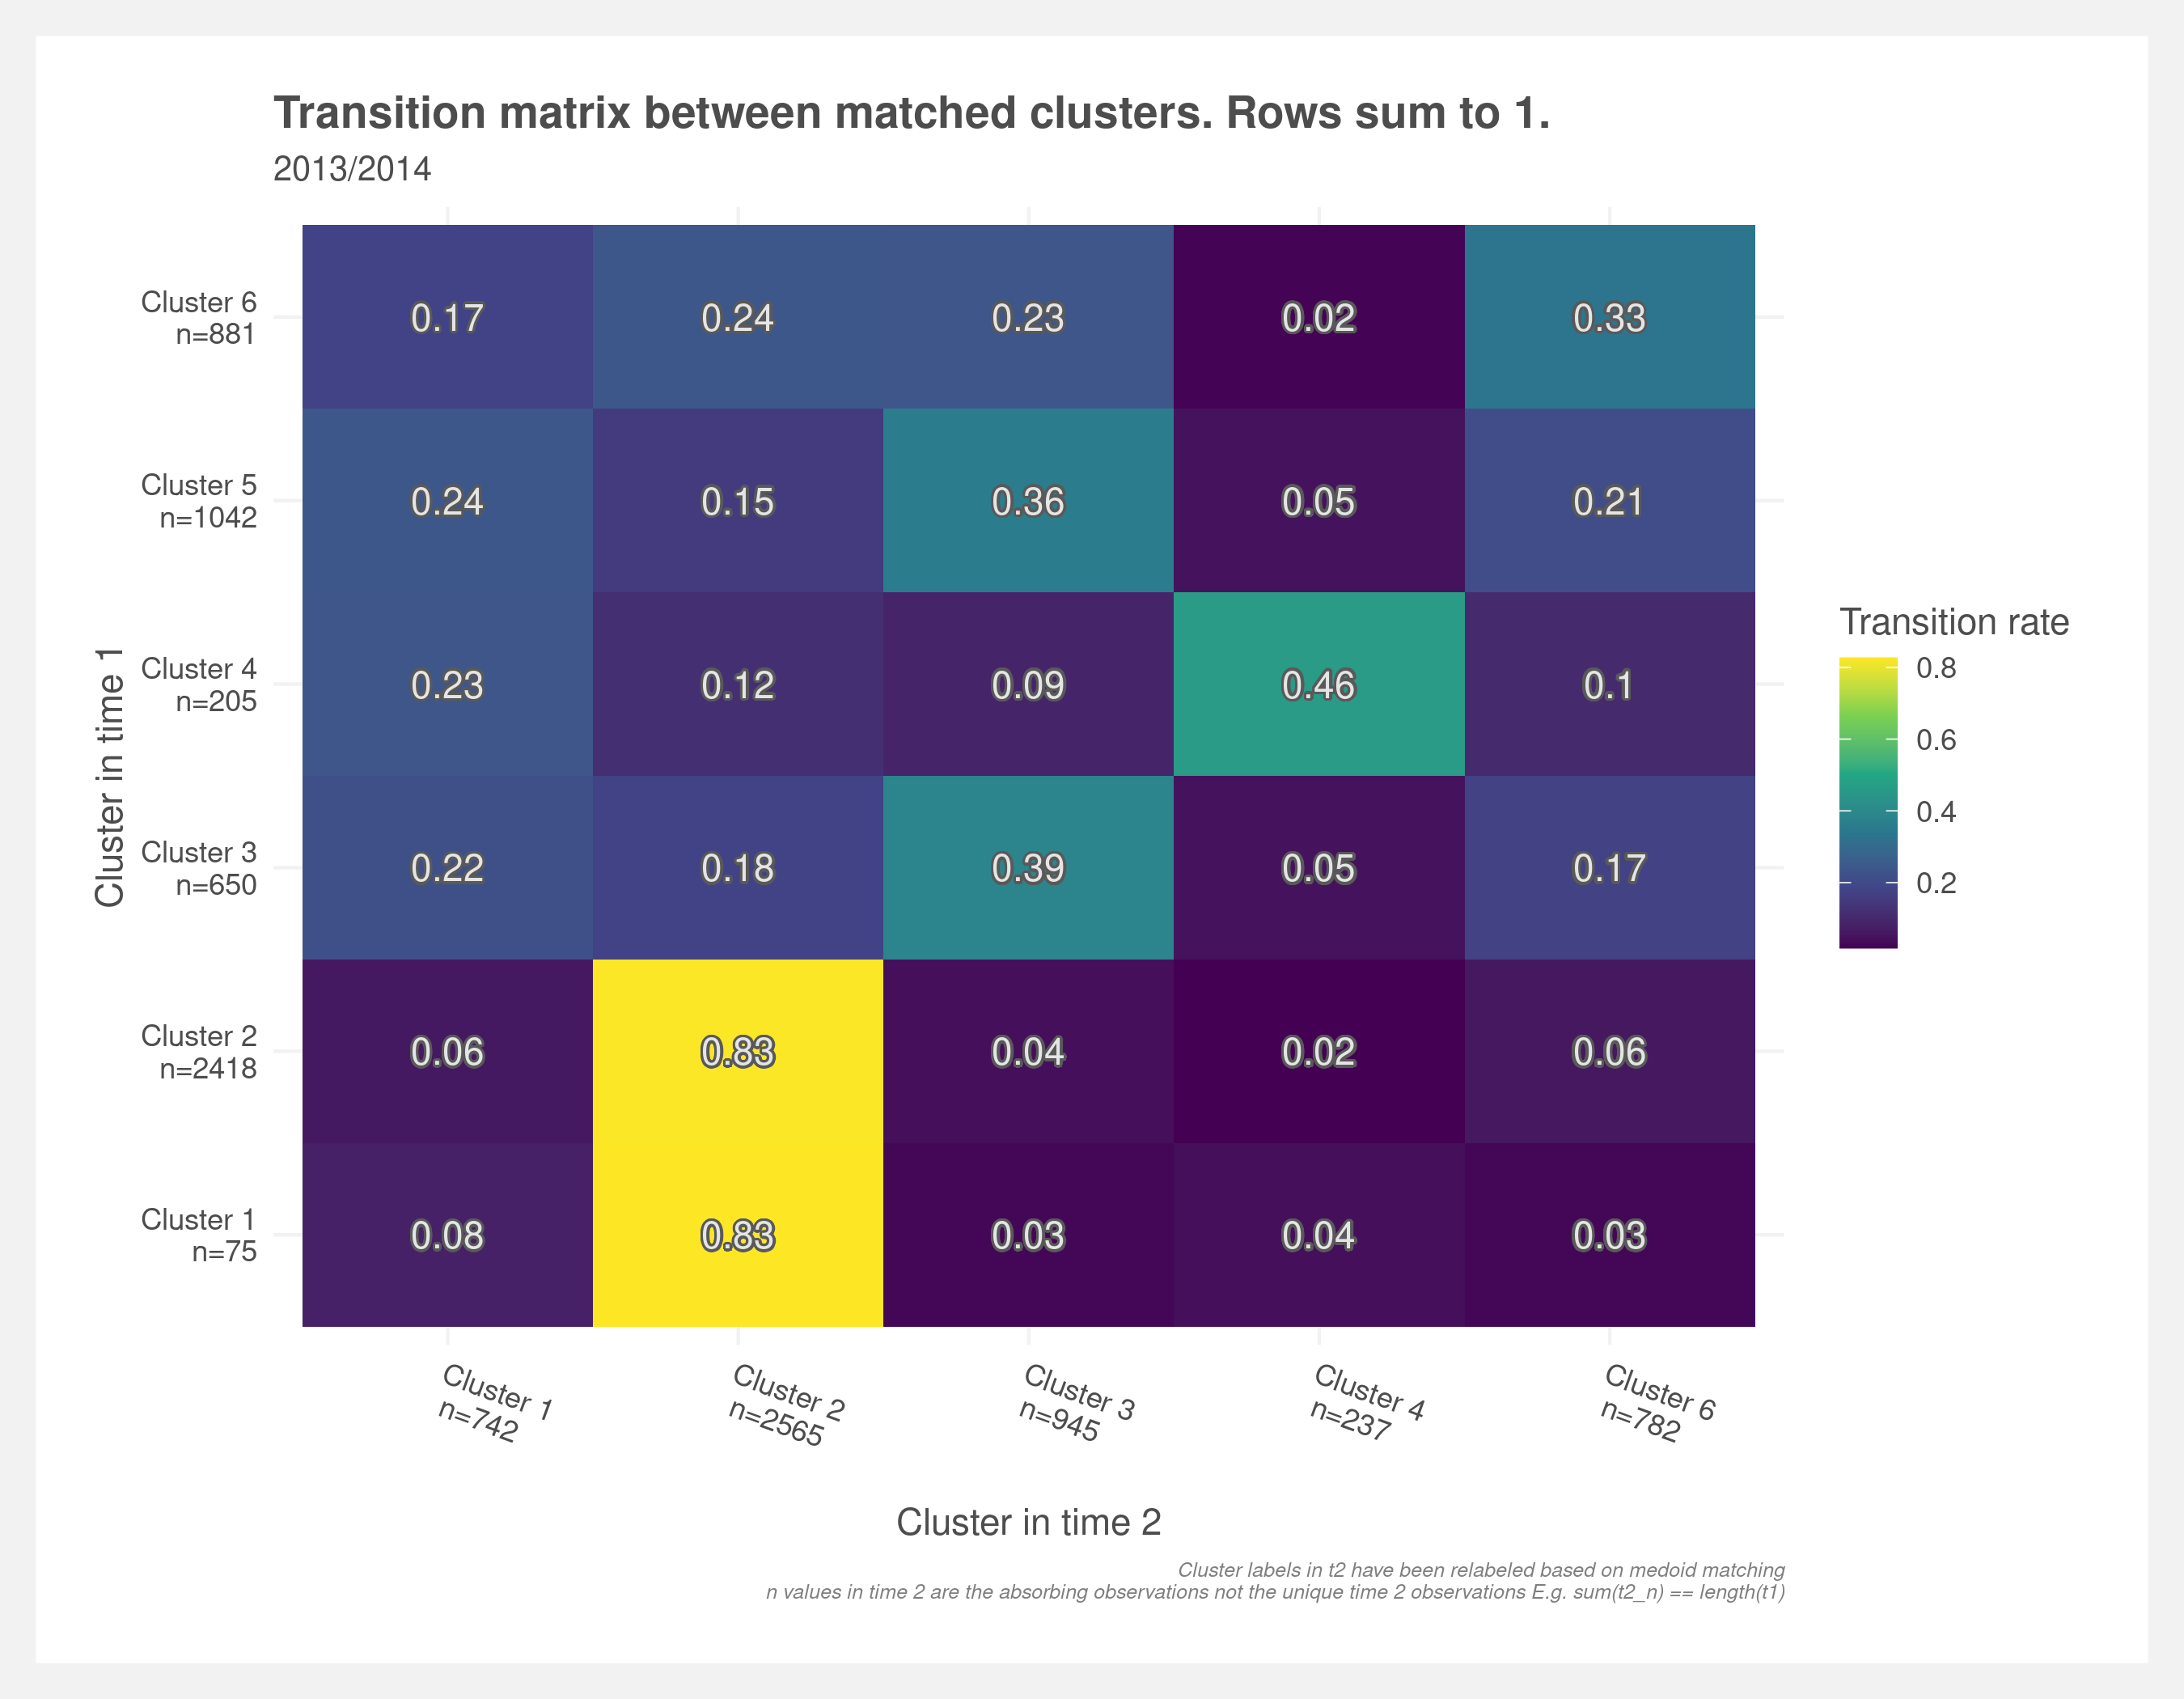 Transition matrix between matched clusters. Rows sum to 1.
2013/2014
Cluster in time 1
Cluster 6
n=881
0.17 0.24 0.23 0.02 0.33
Cluster 5
n=1042
0.24 0.15 0.36 0.05 0.21
Cluster 4
n=205
0.23 0.12 0.09 0.46 0.1
Cluster 3
n=650
0.22 0.18 0.39 0.05 0.17
Cluster 2
n=2418
0.06 0.83 0.04 0.02 0.06
Cluster 1
n=75
0.08 0.83 0.03 0.04 0.03
Cluster 1
n=742
Cluster 2
n=2565
Cluster 3
n=945
Cluster 4
n=237
Cluster 6
n=782
Cluster in time 2
Transition rate
0.8
0.6
0.4
0.2
Cluster labels in t2 have been relabeled based on medoid matching
n values in time 2 are the absorbing observations not the unique time 2 observations E.g. sum(t2_n) == length(t1)